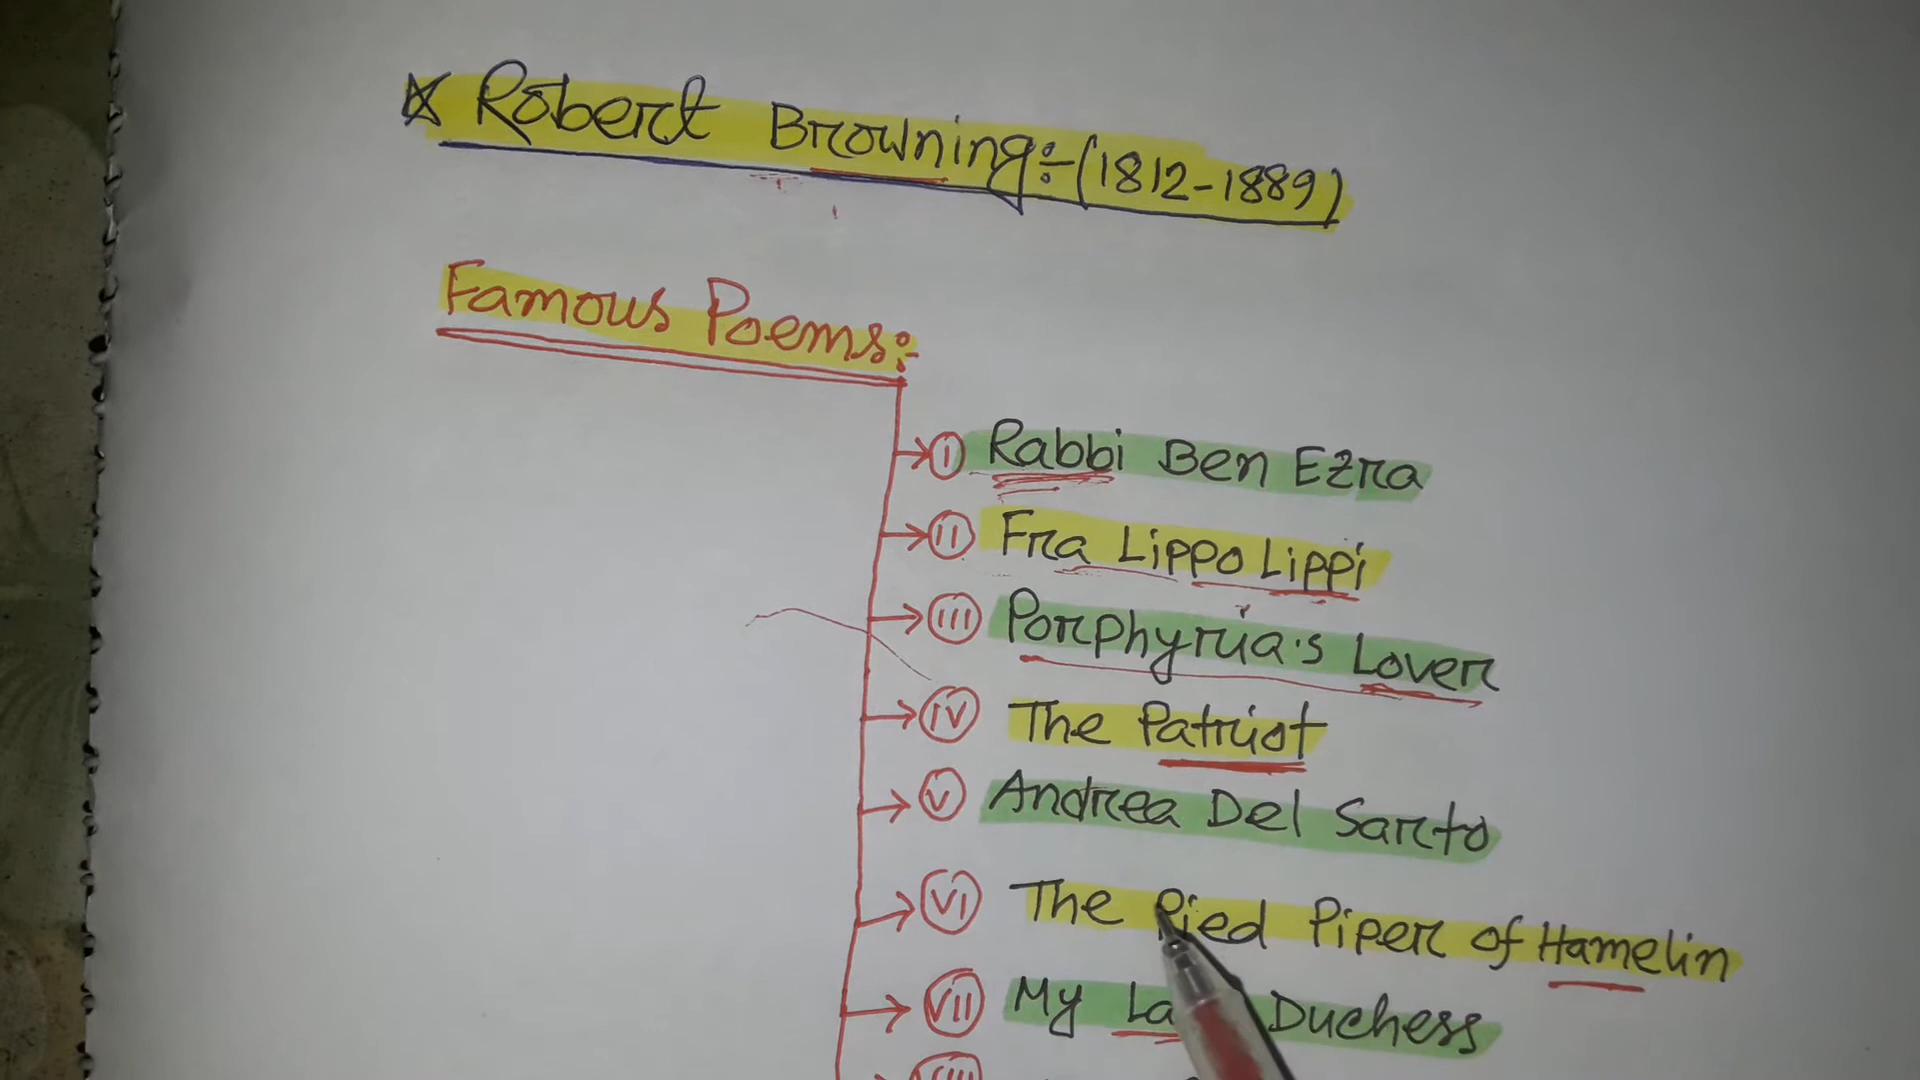 Robert Browning:- (1812-1889)
Famous Poems:-
I Rabbi Ben Ezra
II Fra Lippo Lippi
III Porphyria's Lover
IV The Patriot
V Andrea Del Sarto
VI The Pied Piper of Hamelin
VII My La Duchess